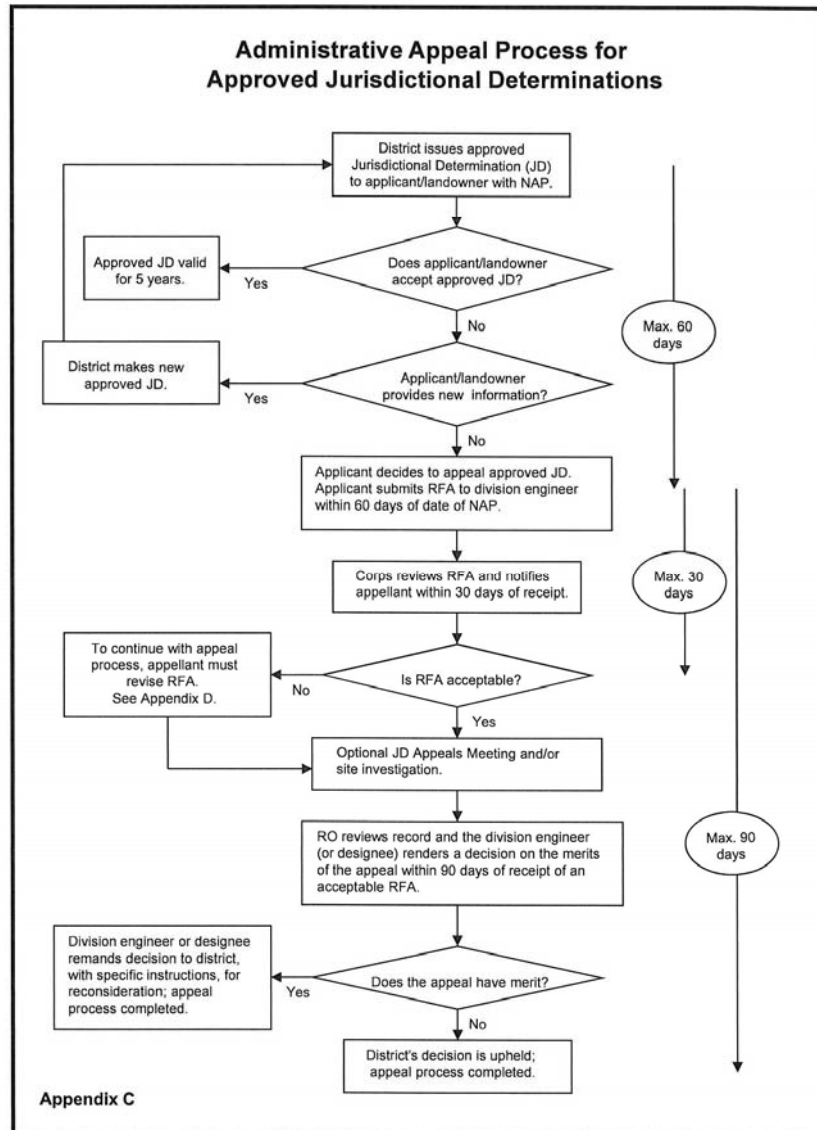 Administrative Appeal Process for
Approved Jurisdictional Determinations
District issues approved
Jurisdictional Determination (JD)
to applicant/landowner with NAP.
Approved JD valid
for 5 years.
Yes
Does applicant/landowner
accept approved JD?
No
Max. 60
days
District makes new
approved JD.
Yes
Applicant/landowner
provides new information?
No
Applicant decides to appeal approved JD.
Applicant submits RFA to division engineer
within 60 days of date of NAP.
Corps reviews RFA and notifies
appellant within 30 days of receipt.
Max. 30
days
To continue with appeal
process, appellant must
revise RFA.
See Appendix D.
No
Is RFA acceptable?
Yes
Optional JD Appeals Meeting and/or
site investigation.
RO reviews record and the division engineer
(or designee) renders a decision on the merits
of the appeal within 90 days of receipt of an
acceptable RFA.
Max. 90
days
Division engineer or designee
remands decision to district,
with specific instructions, for
reconsideration; appeal
process completed.
Yes
Does the appeal have merit?
No
District's decision is upheld;
appeal process completed.
Appendix C